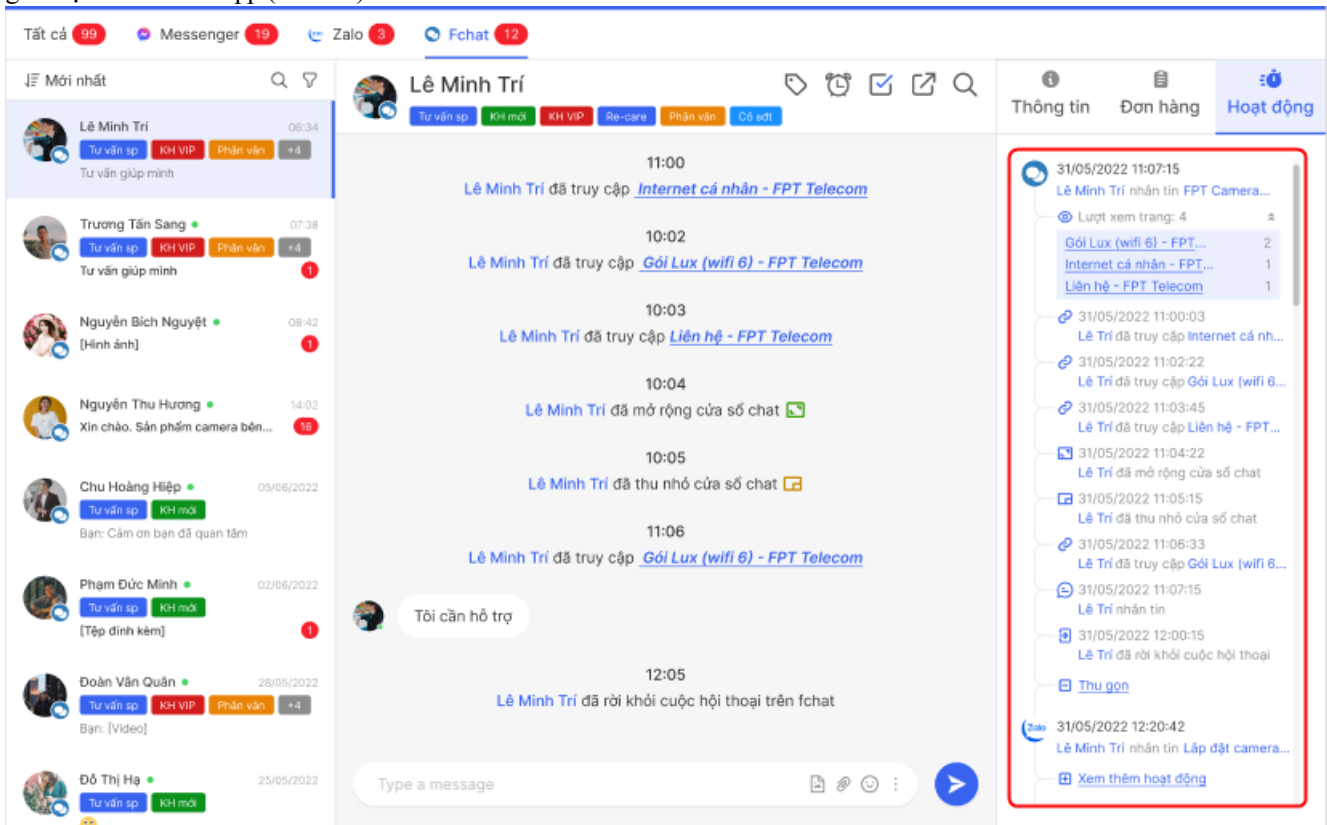 Tất cả 99 Messenger 19 Zalo 3 Fchat 12
Mới nhất
Lê Minh Trí 06:34
Tư vấn sp KH VIP Phân vân +4
Tư vấn giúp mình
Trương Tấn Sang 07:38
Tư vấn sp KH VIP Phân vân +4
Tư vấn giúp mình 1
Nguyễn Bích Nguyệt 08:42
[Hình ảnh] 1
Nguyễn Thu Hương 14:02
Xin chào. Sản phẩm camera bên... 16
Chu Hoàng Hiệp 05/06/2022
Tư vấn sp KH mới
Bạn: Cảm ơn bạn đã quan tâm
Phạm Đức Minh 02/06/2022
Tư vấn sp KH mới
[Tệp đính kèm] 1
Đoàn Văn Quân 28/05/2022
Tư vấn sp KH VIP Phân vân +4
Bạn: [Video]
Đỗ Thị Hạ 25/05/2022
Tư vấn sp KH mới
Lê Minh Trí
Tư vấn sp KH mới KH VIP Re-care Phân vân Có sđt
11:00
Lê Minh Trí đã truy cập Internet cá nhân - FPT Telecom
10:02
Lê Minh Trí đã truy cập Gói Lux (wifi 6) - FPT Telecom
10:03
Lê Minh Trí đã truy cập Liên hệ - FPT Telecom
10:04
Lê Minh Trí đã mở rộng cửa sổ chat
10:05
Lê Minh Trí đã thu nhỏ cửa sổ chat
11:06
Lê Minh Trí đã truy cập Gói Lux (wifi 6) - FPT Telecom
Tôi cần hỗ trợ
12:05
Lê Minh Trí đã rời khỏi cuộc hội thoại trên fchat
Type a message
Thông tin Đơn hàng Hoạt động
31/05/2022 11:07:15
Lê Minh Trí nhắn tin FPT Camera...
Lượt xem trang: 4
Gói Lux (wifi 6) - FPT... 2
Internet cá nhân - FPT... 1
Liên hệ - FPT Telecom 1
31/05/2022 11:00:03
Lê Trí đã truy cập Internet cá nh...
31/05/2022 11:02:22
Lê Trí đã truy cập Gói Lux (wifi 6...
31/05/2022 11:03:45
Lê Trí đã truy cập Liên hệ - FPT...
31/05/2022 11:04:22
Lê Trí đã mở rộng cửa sổ chat
31/05/2022 11:05:15
Lê Trí đã thu nhỏ cửa sổ chat
31/05/2022 11:06:33
Lê Trí đã truy cập Gói Lux (wifi 6...
31/05/2022 11:07:15
Lê Trí nhắn tin
31/05/2022 12:00:15
Lê Trí đã rời khỏi cuộc hội thoại
Thu gọn
Zalo 31/05/2022 12:20:42
Lê Minh Trí nhắn tin Lắp đặt camera...
Xem thêm hoạt động